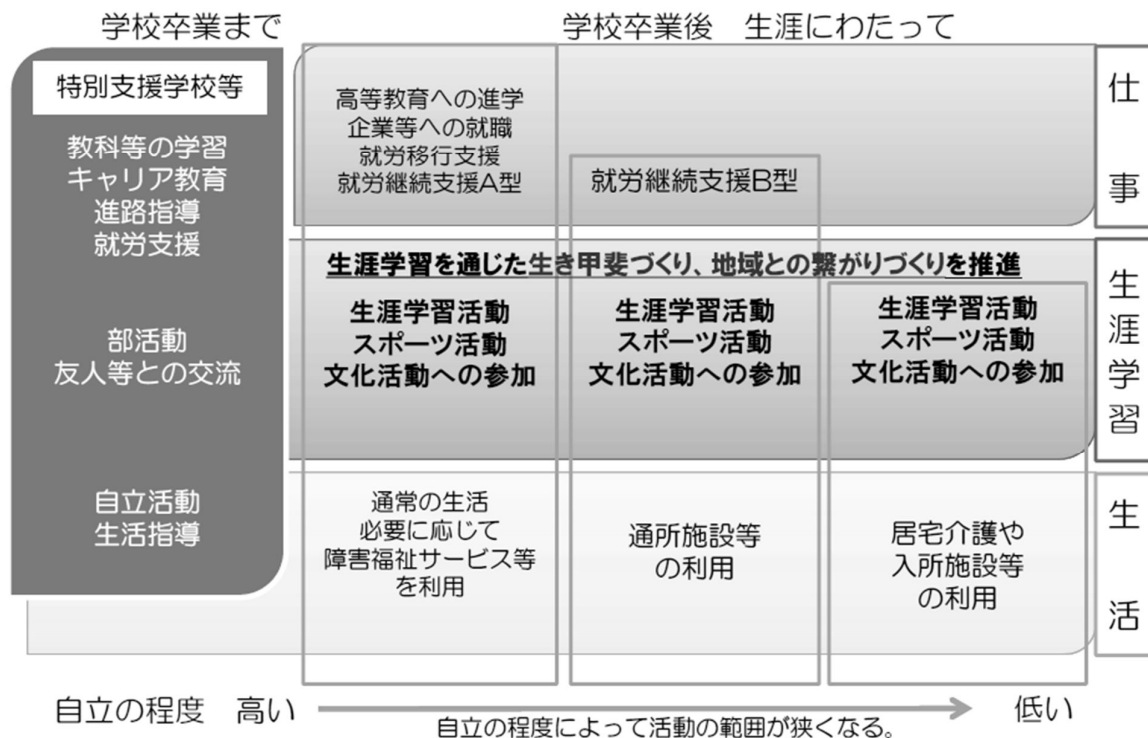 学校卒業まで
学校卒業後　生涯にわたって
特別支援学校等
教科等の学習
キャリア教育
進路指導
就労支援
部活動
友人等との交流
自立活動
生活指導
高等教育への進学
企業等への就職
就労移行支援
就労継続支援A型
就労継続支援B型
仕事
生涯学習を通じた生き甲斐づくり、地域との繋がりづくりを推進
生涯学習活動
スポーツ活動
文化活動への参加
生涯学習活動
スポーツ活動
文化活動への参加
生涯学習活動
スポーツ活動
文化活動への参加
生涯学習
通常の生活
必要に応じて
障害福祉サービス等
を利用
通所施設等
の利用
居宅介護や
入所施設等
の利用
生活
自立の程度　高い
低い
自立の程度によって活動の範囲が狭くなる。